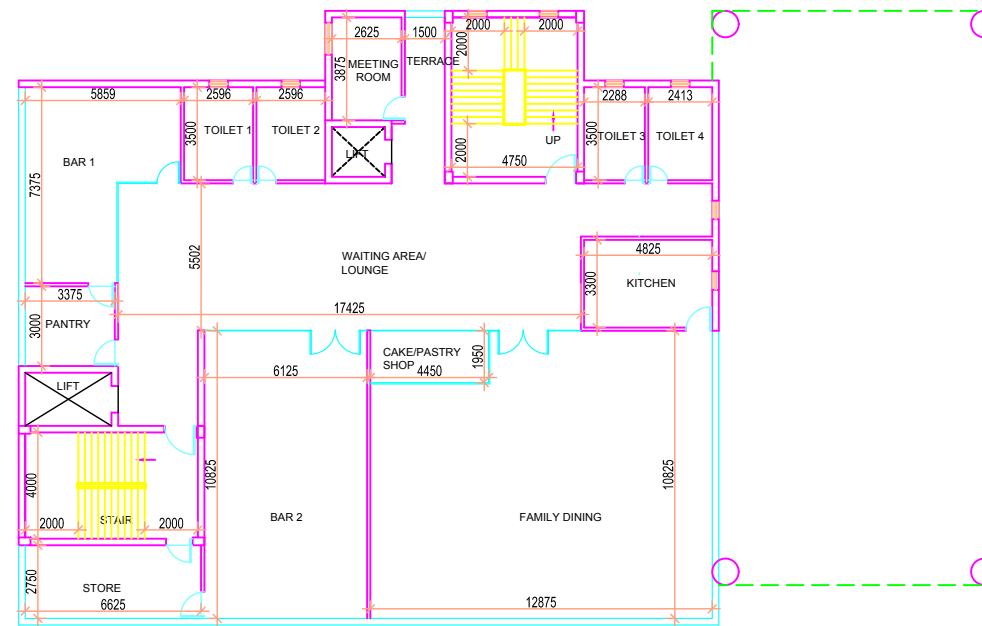 2625
1500
2000
2000
3875
MEETING
ROOM
TERRACE
2000
5859
2596
2596
2288
2413
3500
TOILET 1
TOILET 2
LIFT
UP
3500
TOILET 3
TOILET 4
2000
4750
BAR 1
7375
5502
WAITING AREA/
LOUNGE
4825
3300
KITCHEN
3375
17425
3000
PANTRY
CAKE/PASTRY
SHOP
1950
6125
4450
LIFT
10825
10825
4000
2000
STAIR
2000
BAR 2
FAMILY DINING
2750
STORE
6625
12875